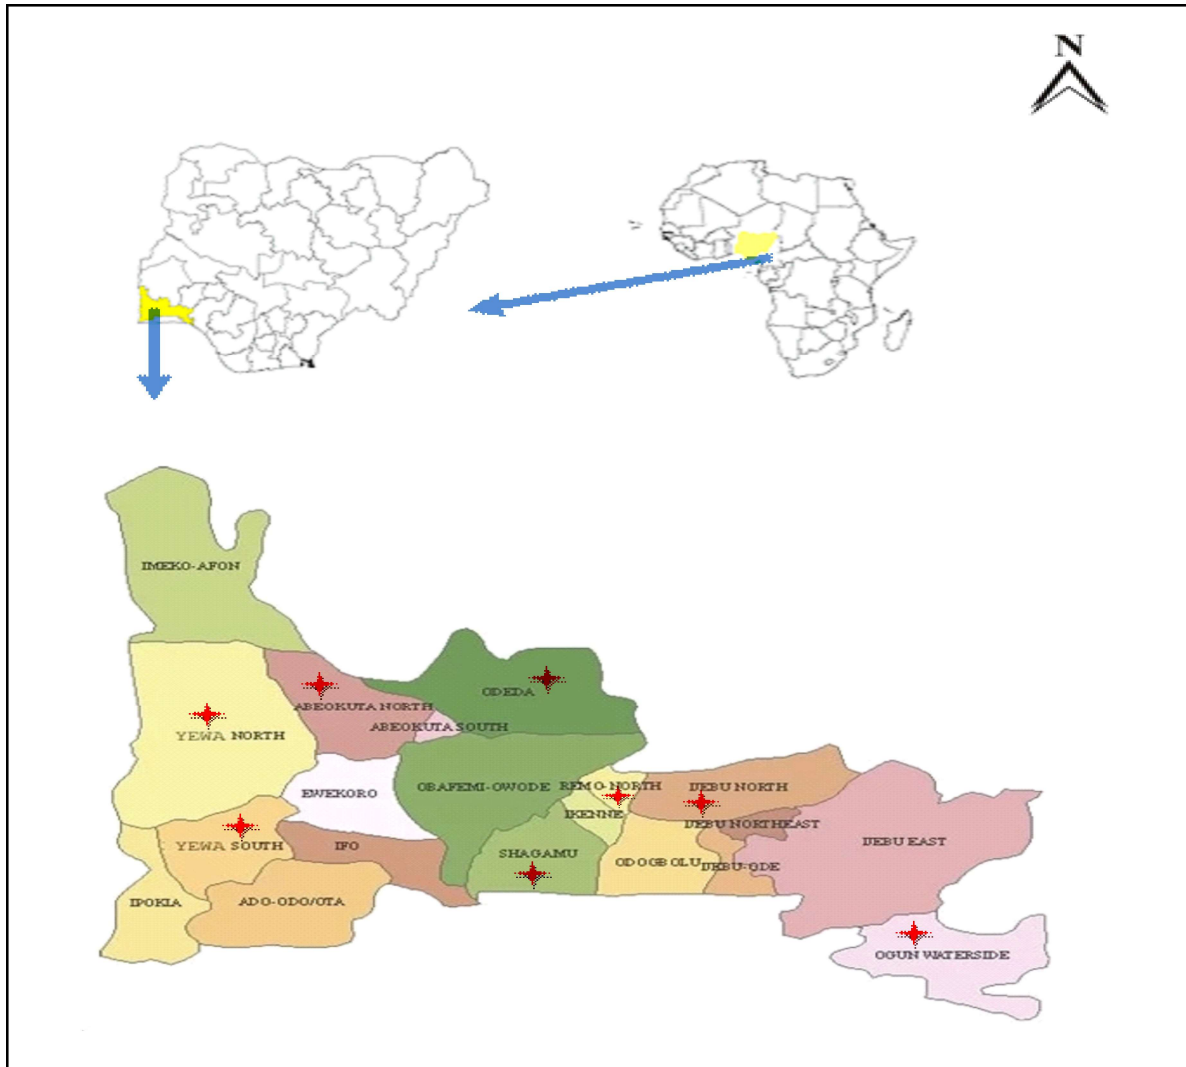 N
IMEKO-AFON
ODEDA
ABEOKUTA NORTH
ABEOKUTA SOUTH
YEWA NORTH
OBAFEMI-OWODE
REMO NORTH
IJEBU NORTH
EWEKORO
IKENNE
IJEBU NORTHEAST
IJEBU EAST
YEWA SOUTH
IFO
SHAGAMU
ODOGBOLU
IJEBU-ODE
IPOKIA
ADO-ODO/OTA
OGUN WATERSIDE